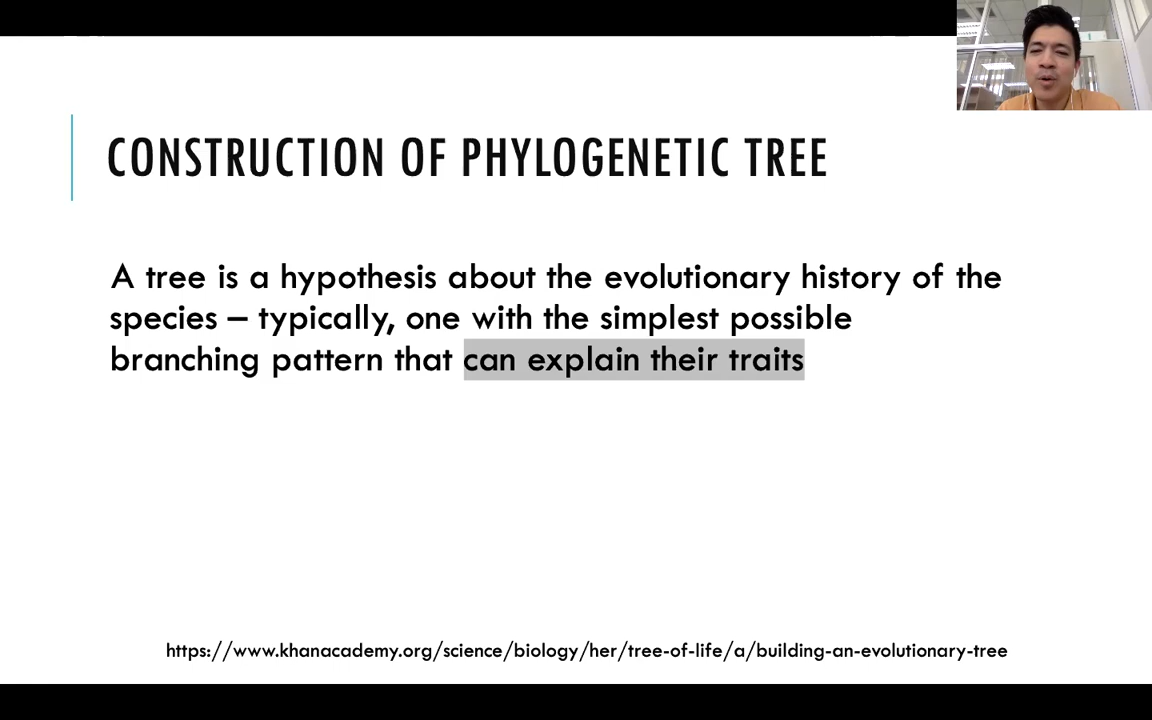 CONSTRUCTION OF PHYLOGENETIC TREE
A tree is a hypothesis about the evolutionary history of the
species – typically, one with the simplest possible
branching pattern that can explain their traits
https://www.khanacademy.org/science/biology/her/tree-of-life/a/building-an-evolutionary-tree